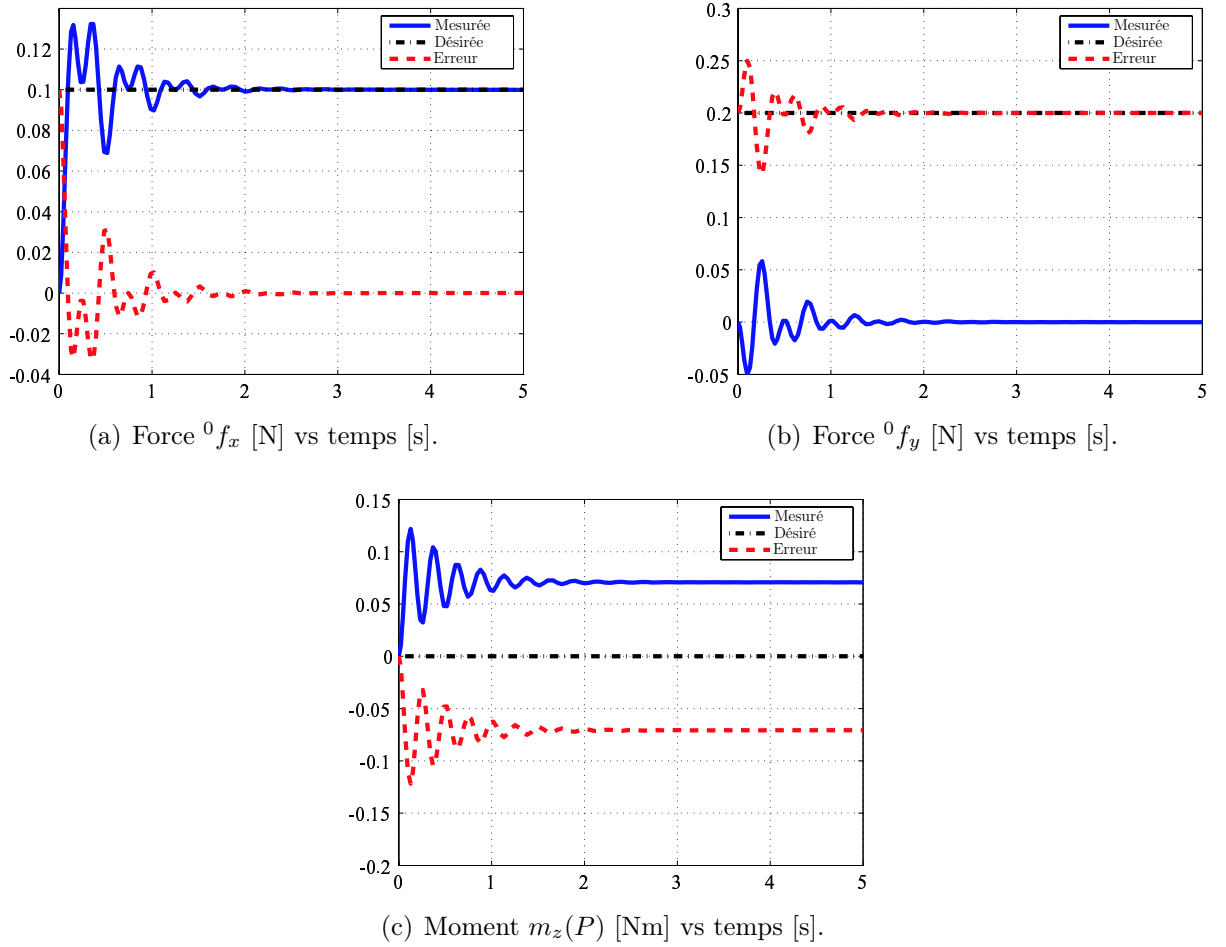 0.12
0.1
0.08
0.06
0.04
0.02
0
-0.02
-0.04
0 1 2 3 4 5
Mesurée
Désirée
Erreur
(a) Force ⁰fₓ [N] vs temps [s].
0.3
0.25
0.2
0.15
0.1
0.05
0
-0.05
0 1 2 3 4 5
Mesurée
Désirée
Erreur
(b) Force ⁰f_y [N] vs temps [s].
0.15
0.1
0.05
0
-0.05
-0.1
-0.15
-0.2
0 1 2 3 4 5
Mesuré
Désiré
Erreur
(c) Moment m_z(P) [Nm] vs temps [s].